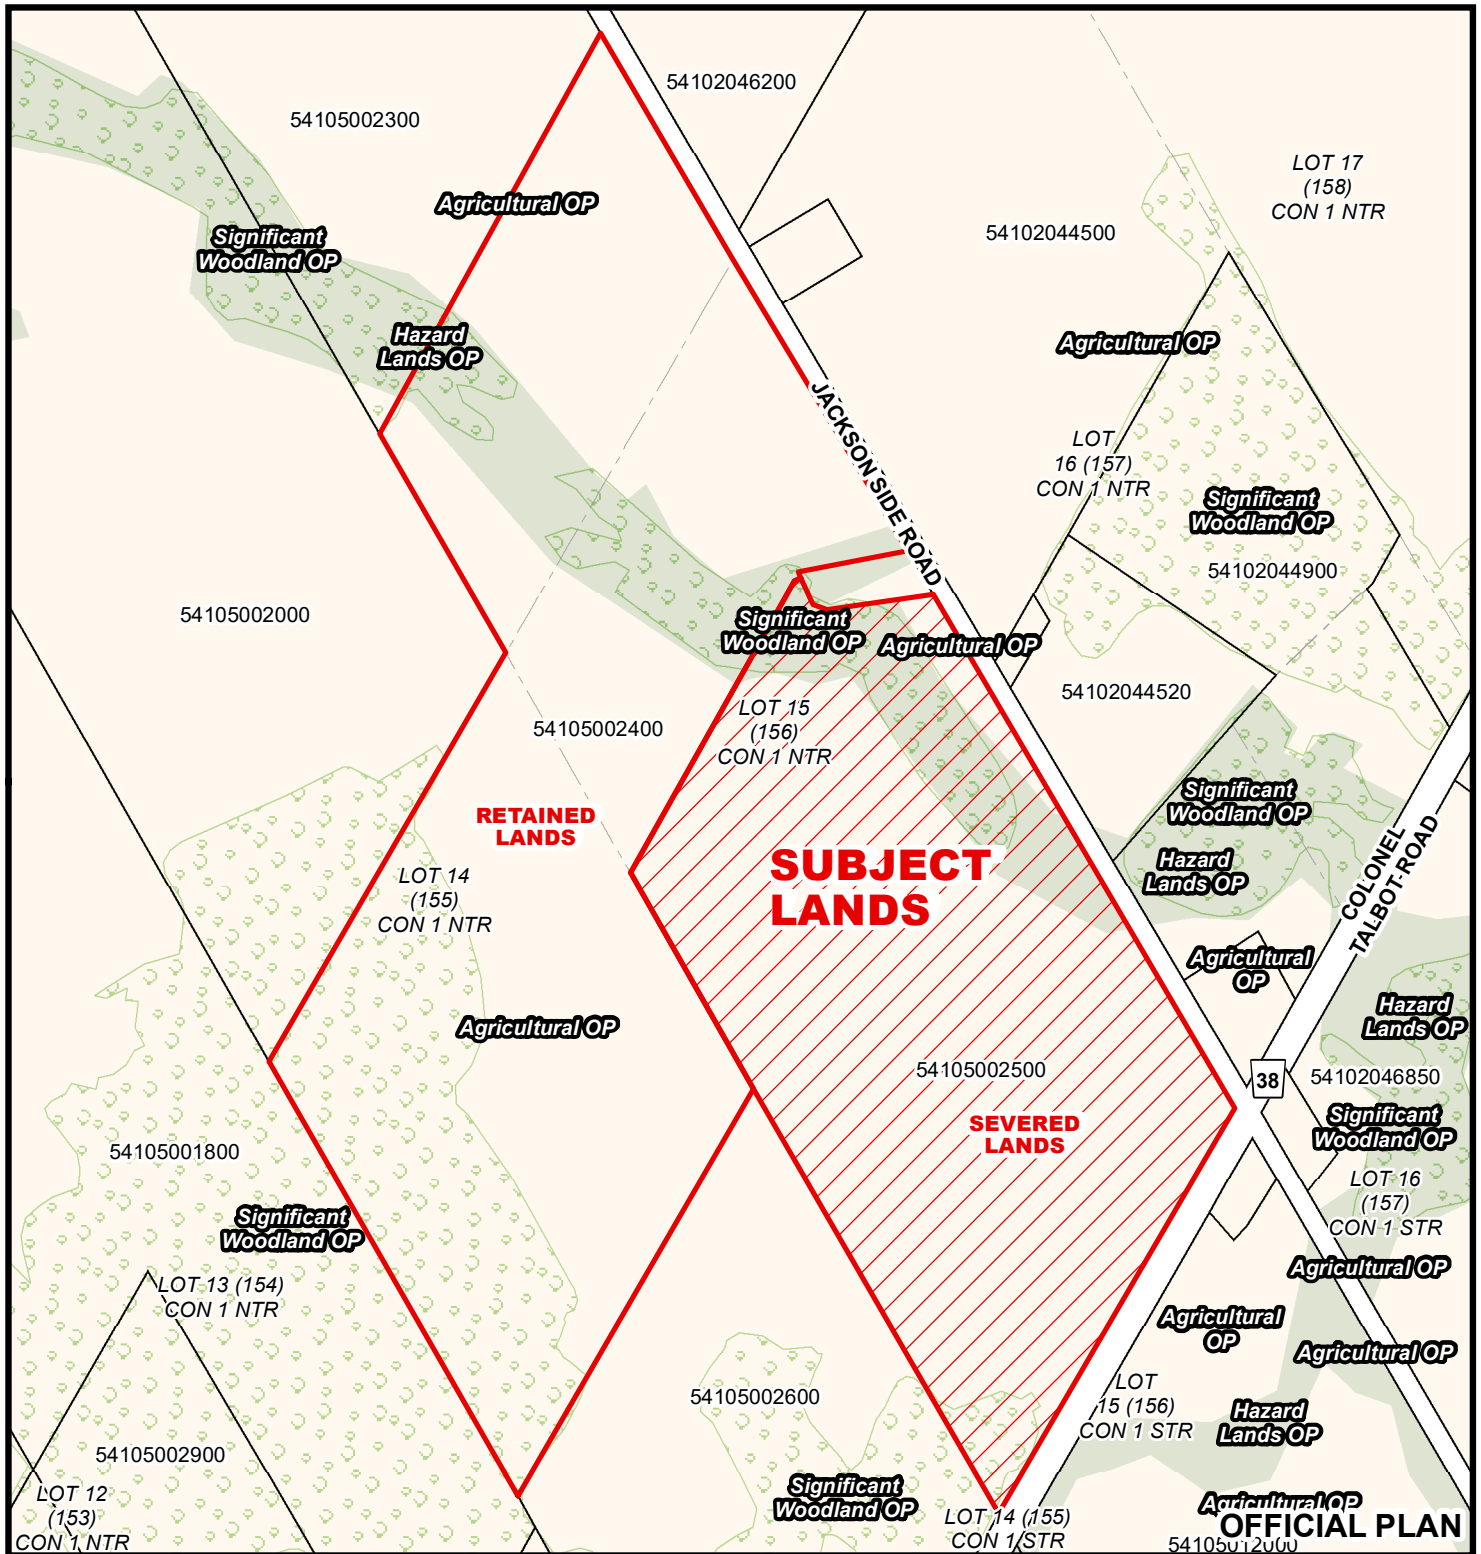 54102046200
54105002300
LOT 17
(158)
CON 1 NTR
Agricultural OP
54102044500
Significant
Woodland OP
Hazard
Lands OP
Agricultural OP
JACKSON SIDE ROAD
LOT
16 (157)
CON 1 NTR
Significant
Woodland OP
54102044900
54105002000
Significant
Woodland OP
Agricultural OP
54102044520
LOT 15
(156)
CON 1 NTR
54105002400
Significant
Woodland OP
RETAINED
LANDS
COLONEL
TALBOT ROAD
SUBJECT
LANDS
Hazard
Lands OP
LOT 14
(155)
CON 1 NTR
Agricultural
OP
Hazard
Lands OP
Agricultural OP
54105002500
38
54102046850
SEVERED
LANDS
Significant
Woodland OP
54105001800
LOT 16
(157)
CON 1 STR
Significant
Woodland OP
Agricultural OP
LOT 13 (154)
CON 1 NTR
Agricultural
OP
Agricultural OP
54105002600
LOT
15 (156)
CON 1 STR
Hazard
Lands OP
54105002900
Significant
Woodland OP
LOT 12
(153)
CON 1 NTR
LOT 14 (155)
CON 1 STR
Agricultural OP
OFFICIAL PLAN
54105012000